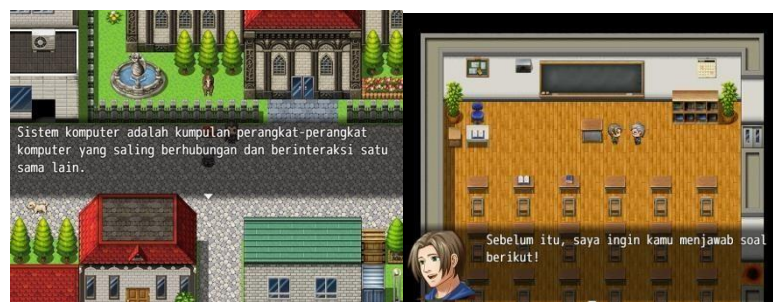 Sistem komputer adalah kumpulan perangkat-perangkat
komputer yang saling berhubungan dan berinteraksi satu
sama lain.
Sebelum itu, saya ingin kamu menjawab soal
berikut!